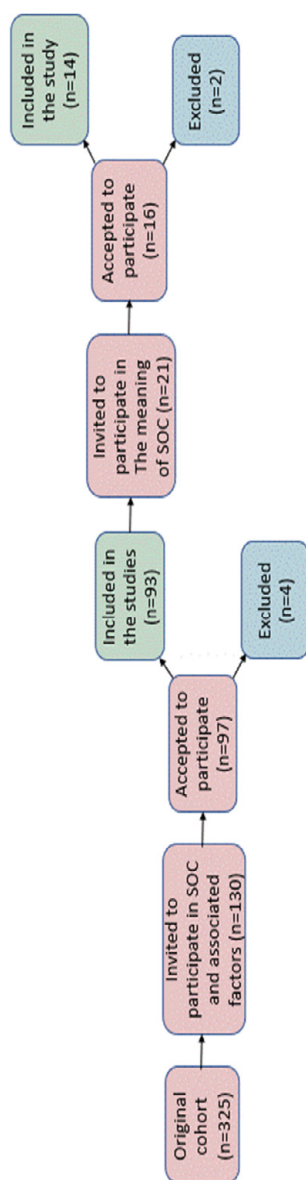 Original
cohort
(n=325)
Invited to
participate in SOC
and associated
factors (n=130)
Accepted to
participate
(n=97)
Included in
the studies
(n=93)
Excluded
(n=4)
Invited to
participate in
The meaning
of SOC (n=21)
Accepted to
participate
(n=16)
Included in
the study
(n=14)
Excluded
(n=2)